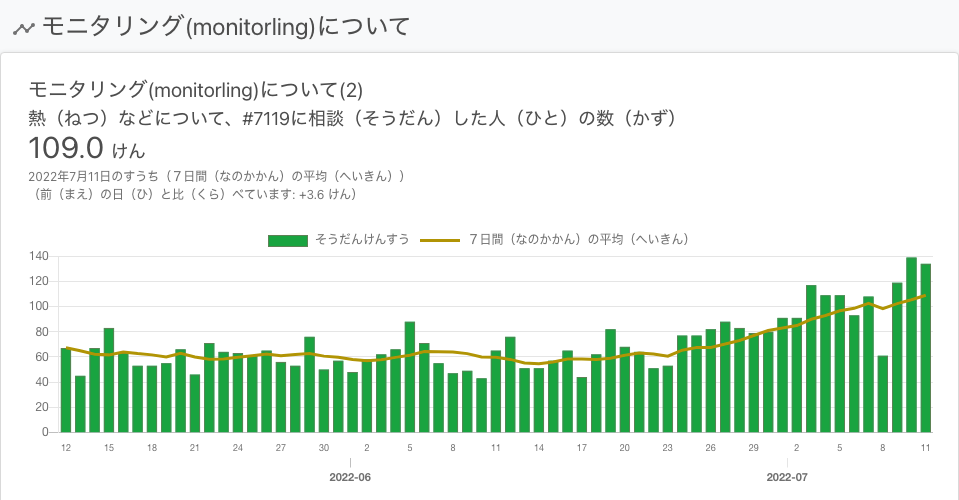 モニタリング(monitorling)について
モニタリング(monitorling)について(2)
熱（ねつ）などについて、#7119に相談（そうだん）した人（ひと）の数（かず）
109.0 けん
2022年7月11日のすうち（７日間（なのかかん）の平均（へいきん））
（前（まえ）の日（ひ）と比（くら）べています: +3.6 けん）
そうだんけんすう ７日間（なのかかん）の平均（へいきん）
140
120
100
80
60
40
20
0
12 15 18 21 24 27 30 2 5 8 11 14 17 20 23 26 29 2 5 8 11
2022-06 2022-07